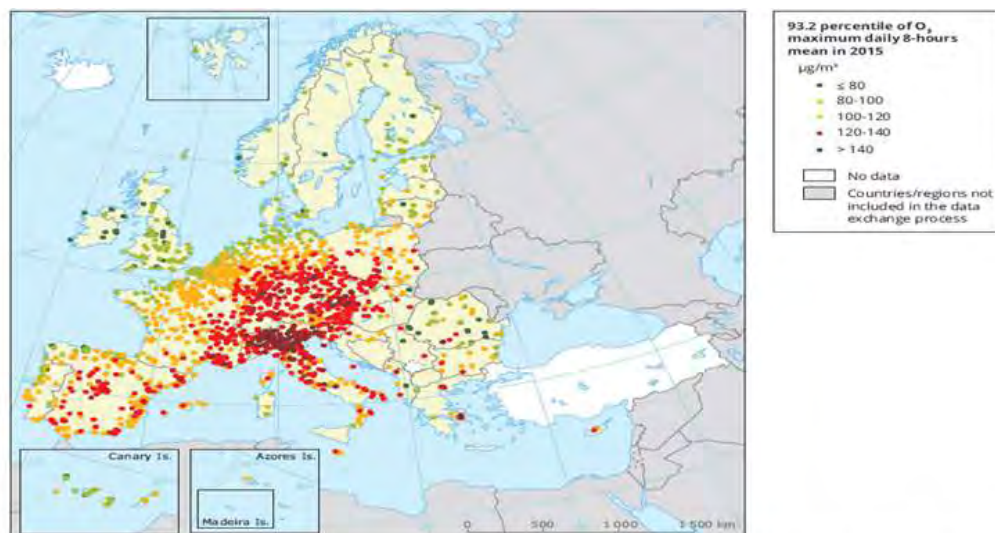 93.2 percentile of O₃
maximum daily 8-hours
mean in 2015
µg/m³
≤ 80
80-100
100-120
120-140
> 140
No data
Countries/regions not
included in the data
exchange process
Canary Is.
Azores Is.
Madeira Is.
0 500 1 000 1 500 km